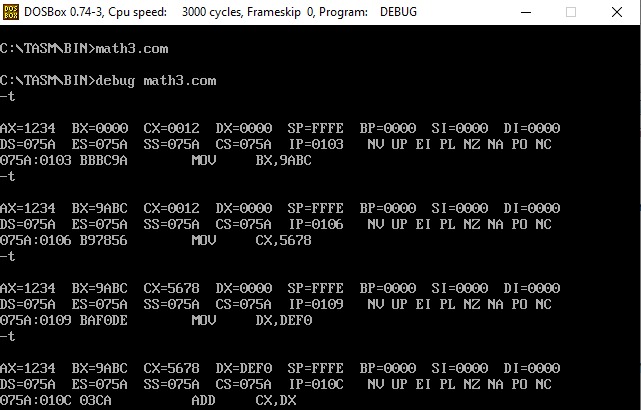 DOSBox 0.74-3, Cpu speed:    3000 cycles, Frameskip  0, Program:    DEBUG
C:\TASM\BIN>math3.com
C:\TASM\BIN>debug math3.com
-t
AX=1234  BX=0000  CX=0012  DX=0000  SP=FFFE  BP=0000  SI=0000  DI=0000
DS=075A  ES=075A  SS=075A  CS=075A  IP=0103   NV UP EI PL NZ NA PO NC
075A:0103 BBBC9A        MOV     BX,9ABC
-t
AX=1234  BX=9ABC  CX=0012  DX=0000  SP=FFFE  BP=0000  SI=0000  DI=0000
DS=075A  ES=075A  SS=075A  CS=075A  IP=0106   NV UP EI PL NZ NA PO NC
075A:0106 B97856        MOV     CX,5678
-t
AX=1234  BX=9ABC  CX=5678  DX=0000  SP=FFFE  BP=0000  SI=0000  DI=0000
DS=075A  ES=075A  SS=075A  CS=075A  IP=0109   NV UP EI PL NZ NA PO NC
075A:0109 BAF0DE        MOV     DX,DEF0
-t
AX=1234  BX=9ABC  CX=5678  DX=DEF0  SP=FFFE  BP=0000  SI=0000  DI=0000
DS=075A  ES=075A  SS=075A  CS=075A  IP=010C   NV UP EI PL NZ NA PO NC
075A:010C 03CA          ADD     CX,DX